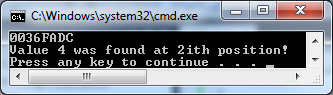 C:\Windows\system32\cmd.exe
0036FADC
Value 4 was found at 2ith position!
Press any key to continue . . .